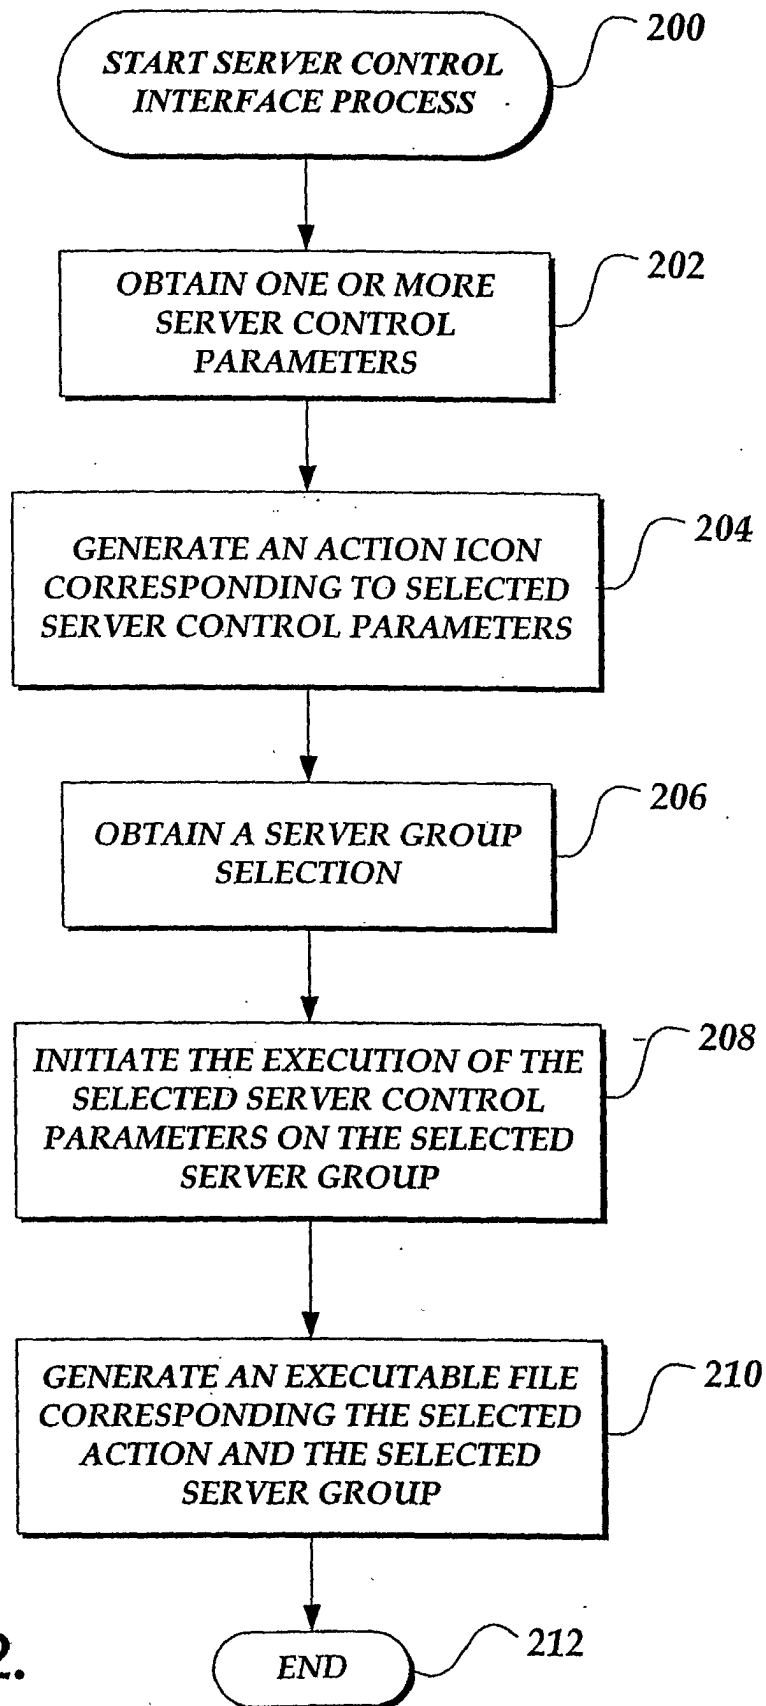 START SERVER CONTROL
INTERFACE PROCESS
200
OBTAIN ONE OR MORE
SERVER CONTROL
PARAMETERS
202
GENERATE AN ACTION ICON
CORRESPONDING TO SELECTED
SERVER CONTROL PARAMETERS
204
OBTAIN A SERVER GROUP
SELECTION
206
INITIATE THE EXECUTION OF THE
SELECTED SERVER CONTROL
PARAMETERS ON THE SELECTED
SERVER GROUP
208
GENERATE AN EXECUTABLE FILE
CORRESPONDING THE SELECTED
ACTION AND THE SELECTED
SERVER GROUP
210
END
212
2.